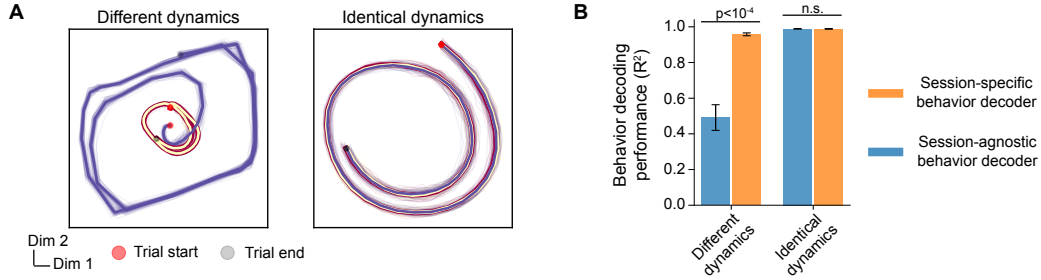 A
Different dynamics
Identical dynamics
Dim 2
Dim 1
Trial start
Trial end
B
Behavior decoding
performance (R²)
1.0
0.8
0.6
0.4
0.2
0.0
p<10⁻⁴
n.s.
Different
dynamics
Identical
dynamics
Session-specific
behavior decoder
Session-agnostic
behavior decoder